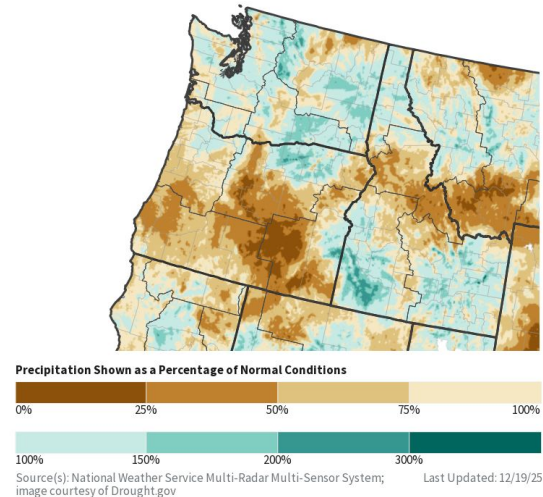 Precipitation Shown as a Percentage of Normal Conditions
0% 25% 50% 75% 100%
100% 150% 200% 300%
Source(s): National Weather Service Multi-Radar Multi-Sensor System; Last Updated: 12/19/25
image courtesy of Drought.gov